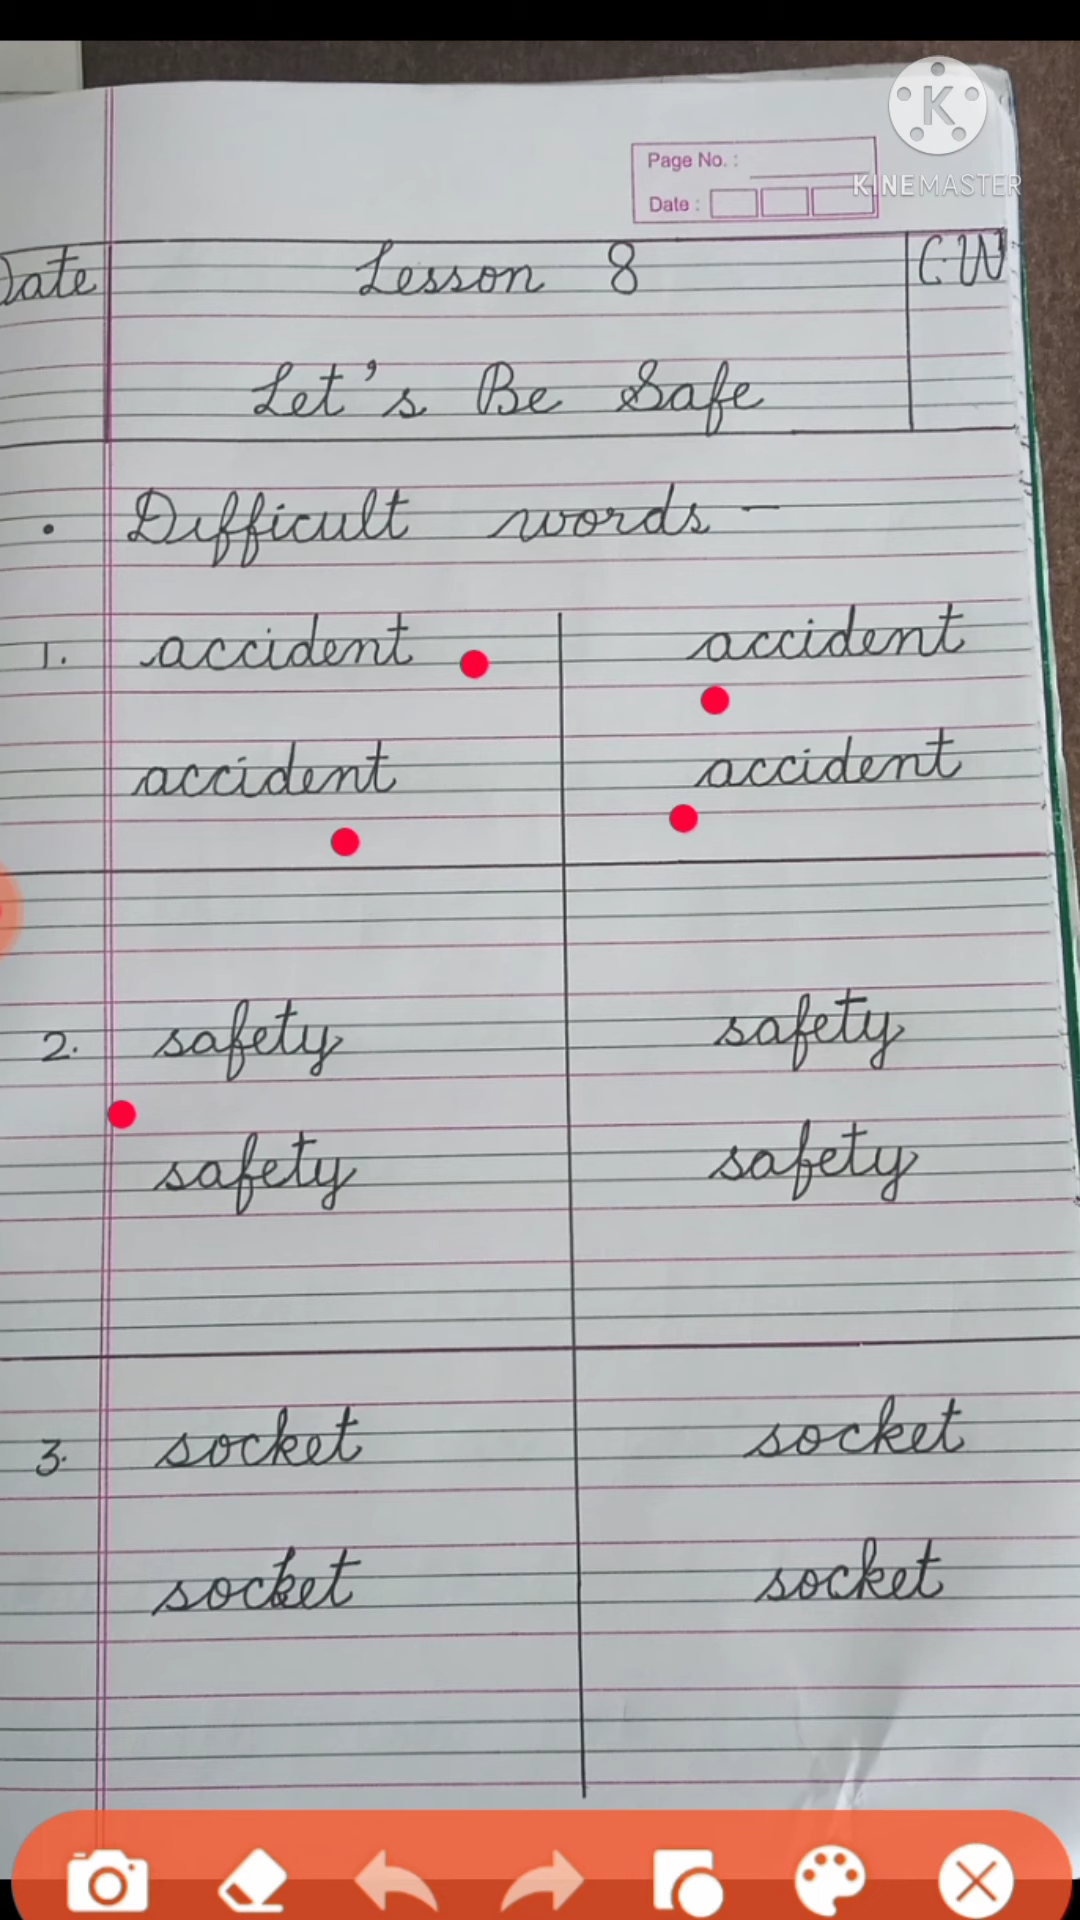 KINEMASTER
Page No. :
Date :
Date Lesson 8 C.W
Let's Be Safe
• Difficult words -
1. accident accident
accident accident
2. safety safety
safety safety
3. socket socket
socket socket